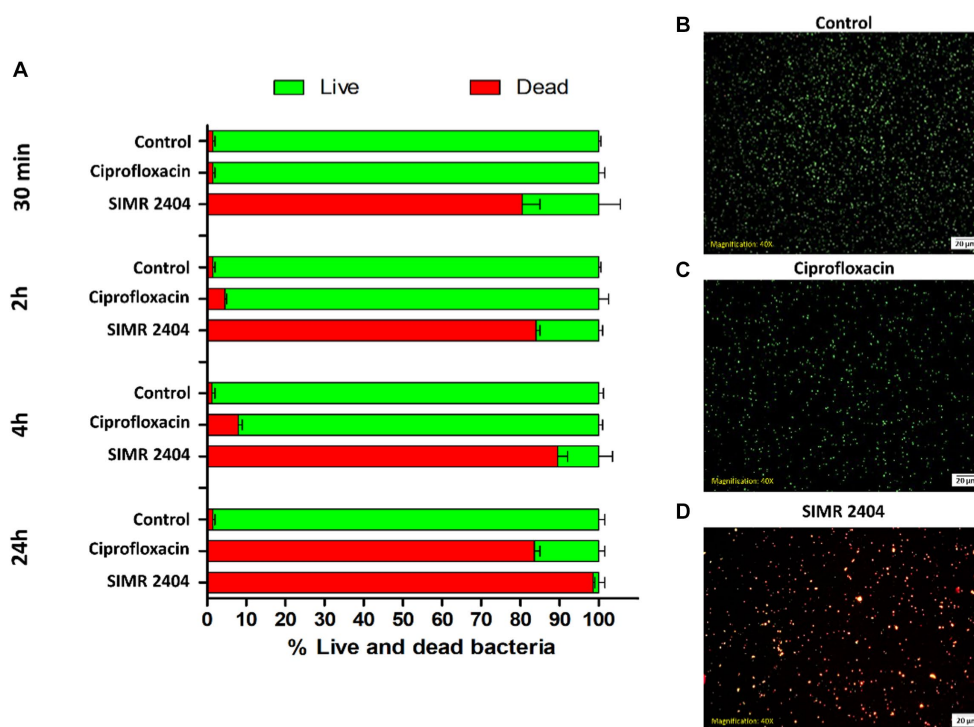 A
Live
Dead
30 min
Control
Ciprofloxacin
SIMR 2404
2h
Control
Ciprofloxacin
SIMR 2404
4h
Control
Ciprofloxacin
SIMR 2404
24h
Control
Ciprofloxacin
SIMR 2404
0 10 20 30 40 50 60 70 80 90 100
% Live and dead bacteria
B
Control
Magnification: 40X
20 µm
C
Ciprofloxacin
Magnification: 40X
20 µm
D
SIMR 2404
Magnification: 40X
20 µm